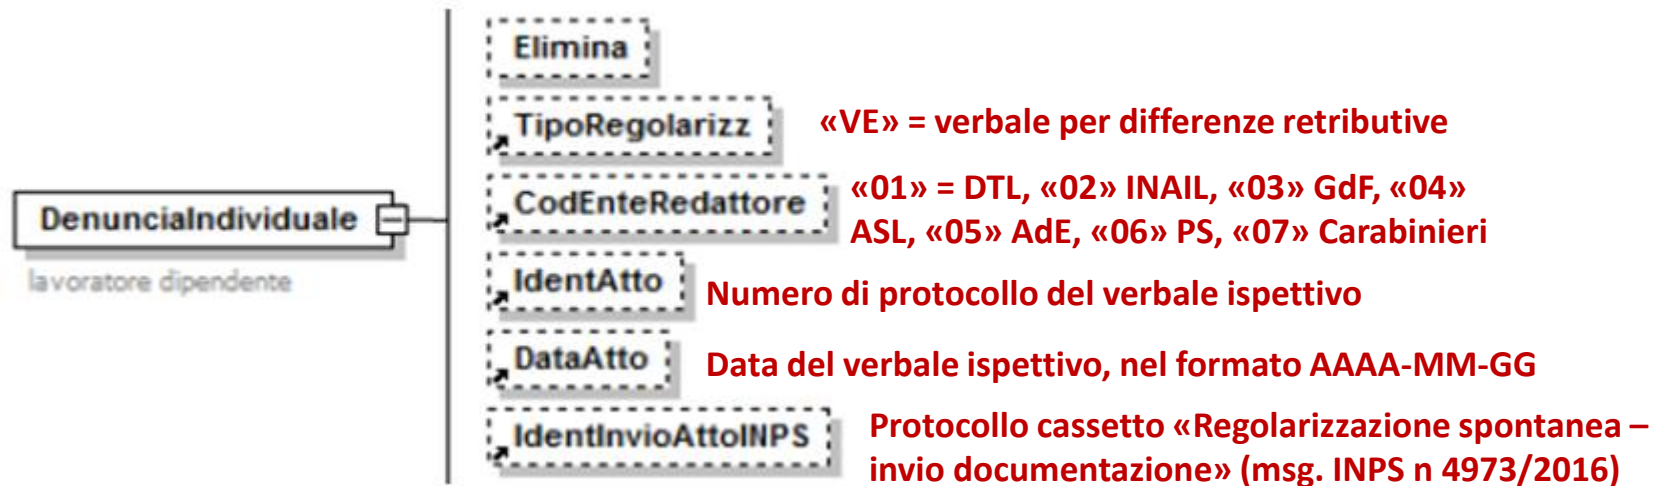 Elimina
TipoRegolarizz
«VE» = verbale per differenze retributive
CodEnteRedattore
«01» = DTL, «02» INAIL, «03» GdF, «04»
ASL, «05» AdE, «06» PS, «07» Carabinieri
DenunciaIndividuale
lavoratore dipendente
IdentAtto
Numero di protocollo del verbale ispettivo
DataAtto
Data del verbale ispettivo, nel formato AAAA-MM-GG
IdentInvioAttoINPS
Protocollo cassetto «Regolarizzazione spontanea –
invio documentazione» (msg. INPS n 4973/2016)